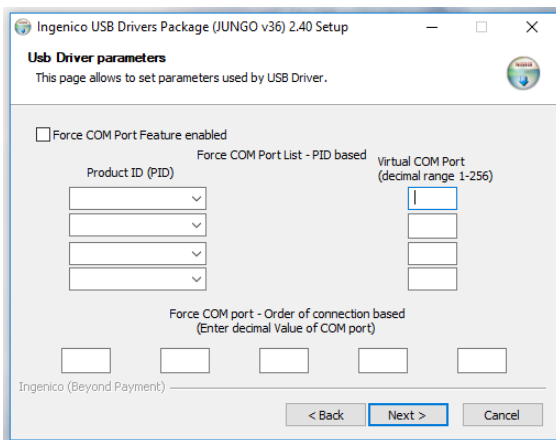 Ingenico USB Drivers Package (JUNGO v36) 2.40 Setup
Usb Driver parameters
This page allows to set parameters used by USB Driver.
Force COM Port Feature enabled
Force COM Port List - PID based
Product ID (PID)
Virtual COM Port
(decimal range 1-256)
Force COM port - Order of connection based
(Enter decimal Value of COM port)
Ingenico (Beyond Payment)
< Back
Next >
Cancel